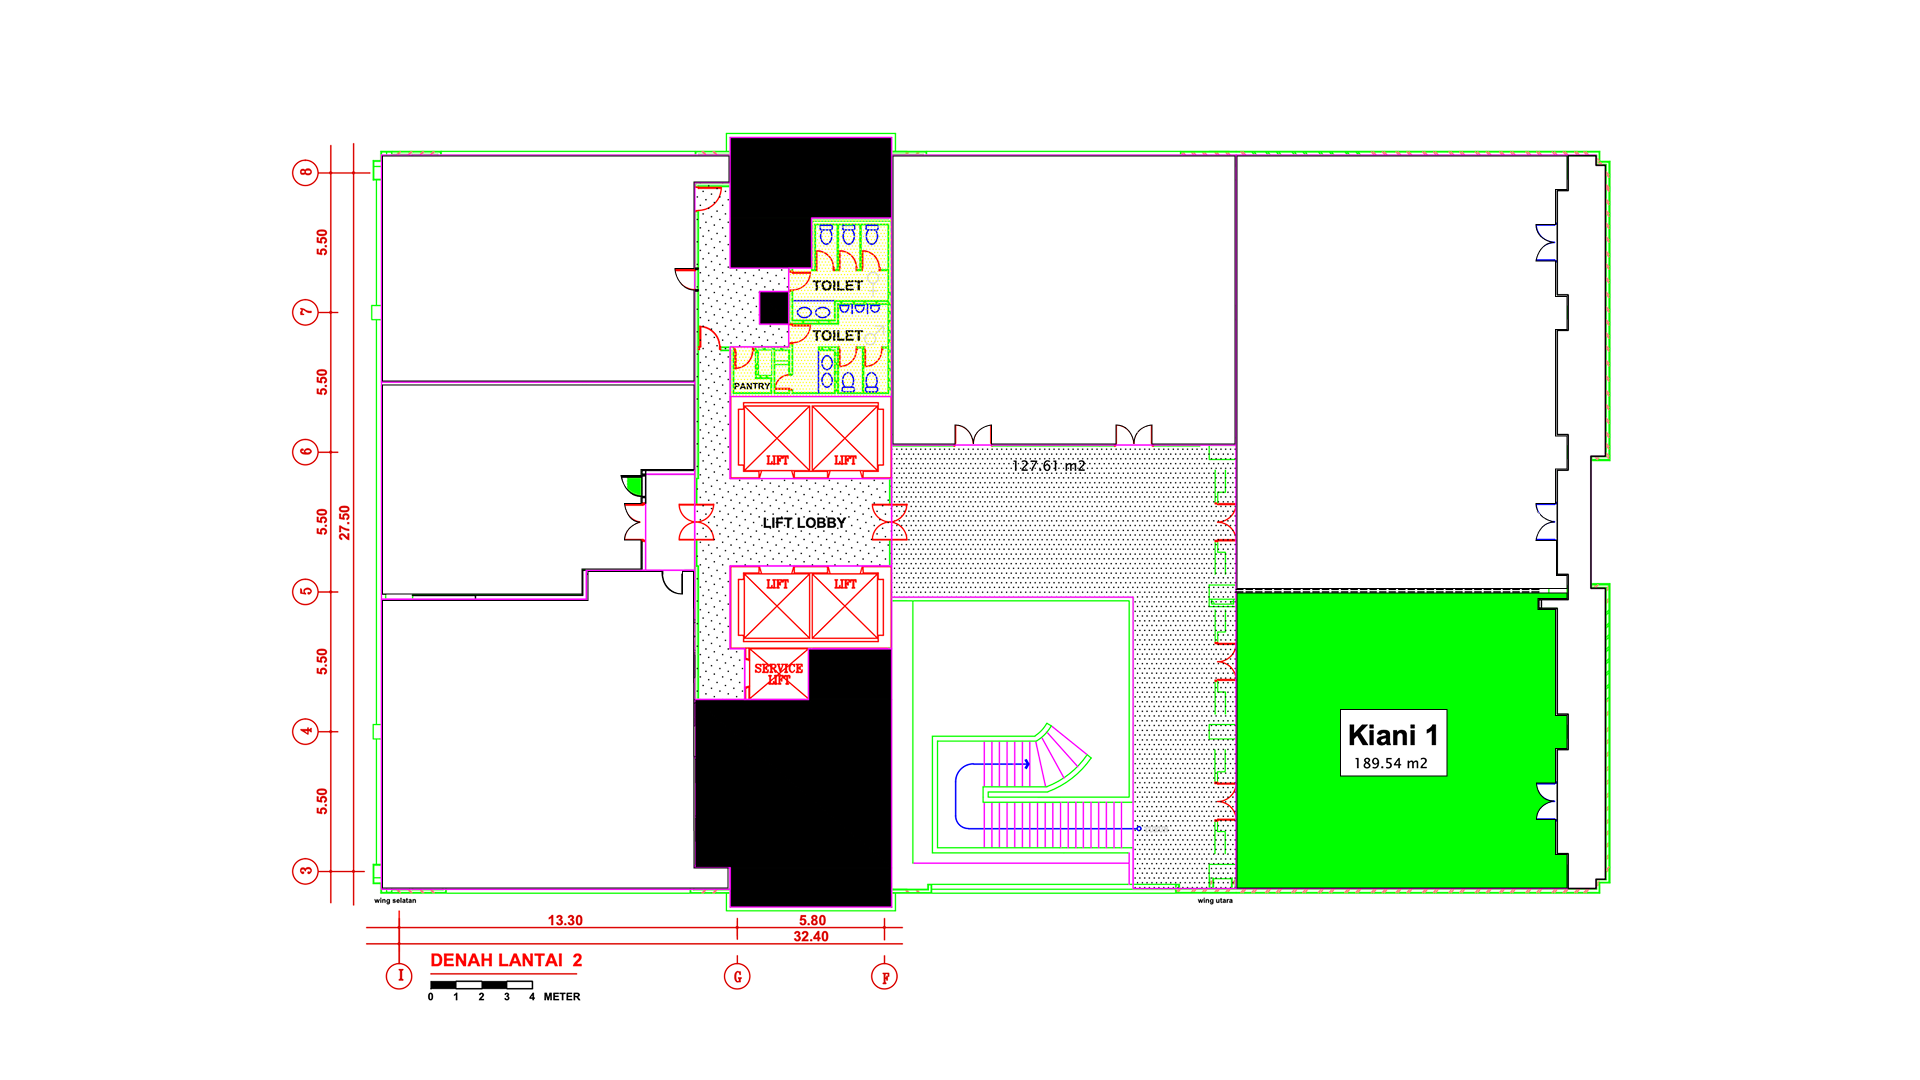 8
7
6
5
4
3
5.50
5.50
5.50
5.50
5.50
27.50
TOILET
TOILET
PANTRY
LIFT
LIFT
LIFT LOBBY
LIFT
LIFT
SERVICE
LIFT
127.61 m2
Kiani 1
189.54 m2
wing selatan
wing utara
13.30
5.80
32.40
I
G
F
DENAH LANTAI 2
0 1 2 3 4 METER